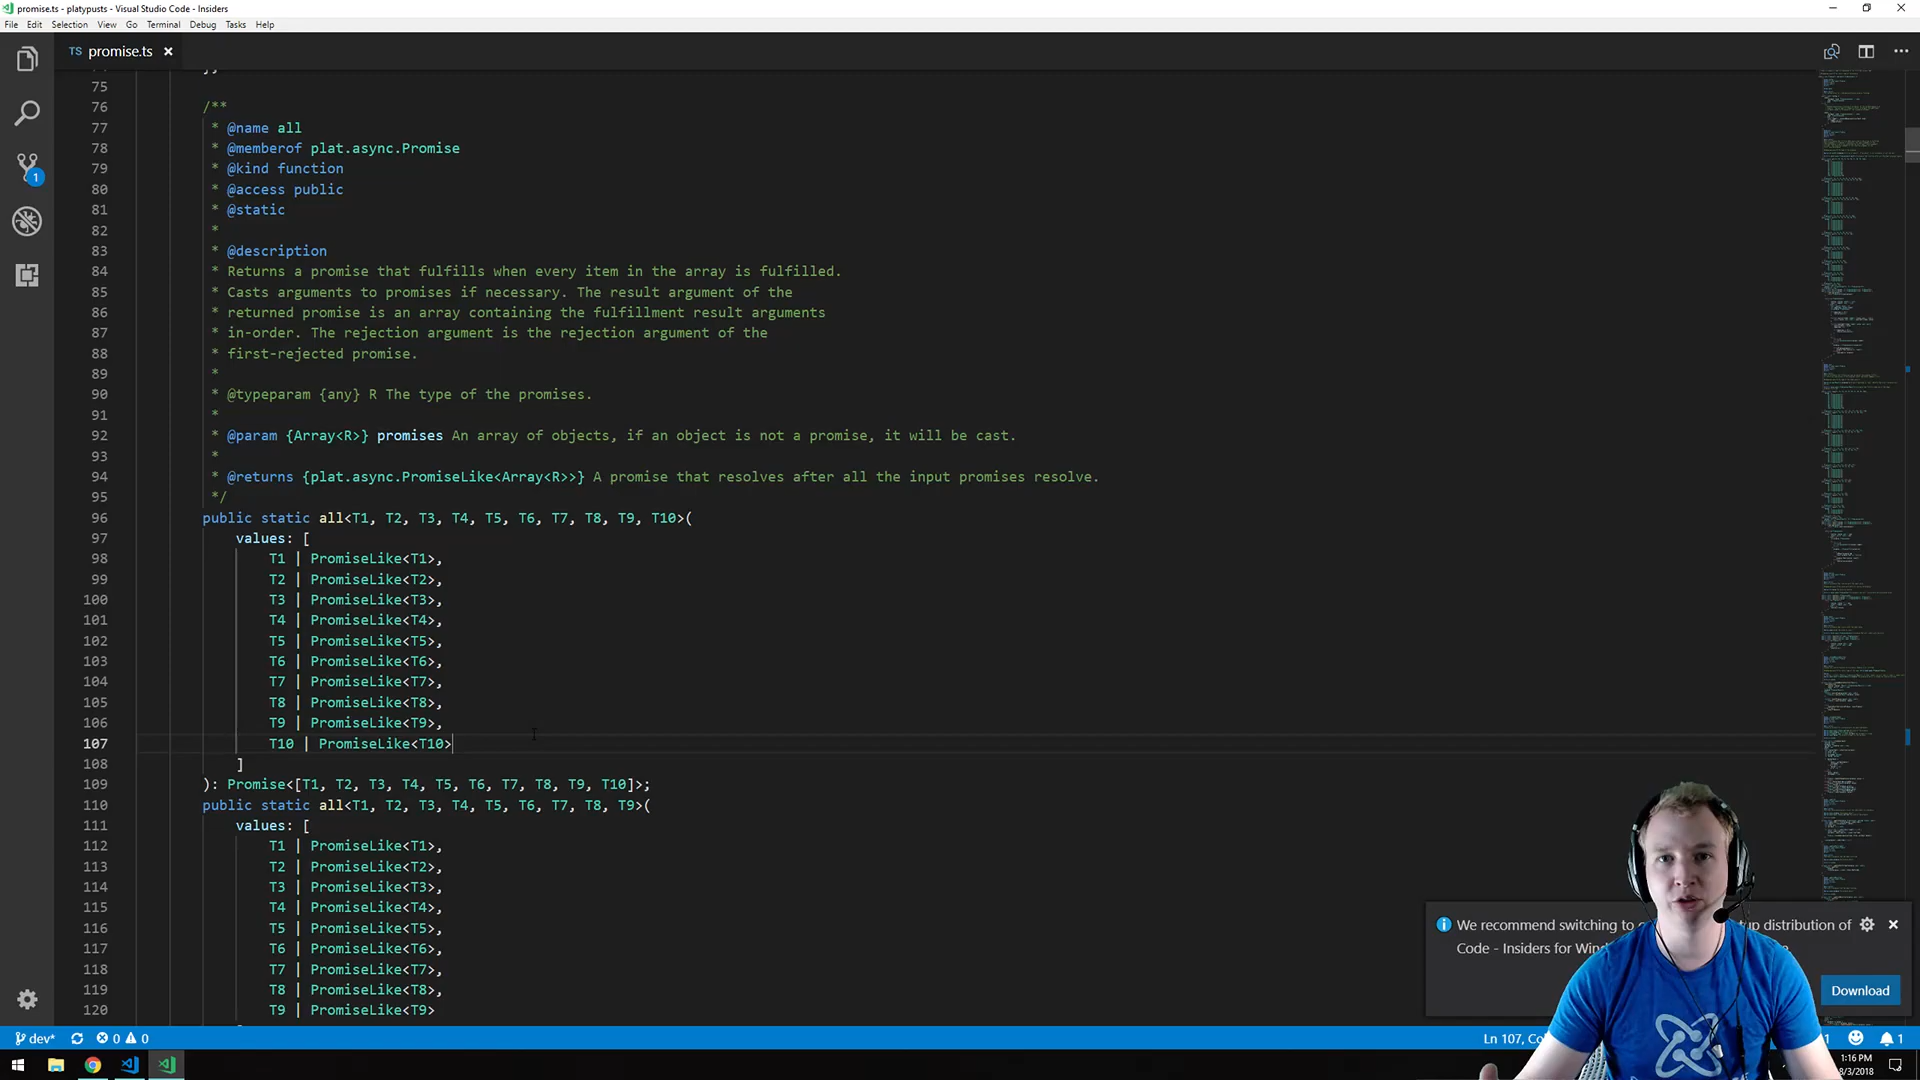 promise.ts - platypusts - Visual Studio Code - Insiders
File Edit Selection View Go Terminal Debug Tasks Help
TS promise.ts
75
76 /**
77 * @name all
78 * @memberof plat.async.Promise
79 * @kind function
80 * @access public
81 * @static
82 *
83 * @description
84 * Returns a promise that fulfills when every item in the array is fulfilled.
85 * Casts arguments to promises if necessary. The result argument of the
86 * returned promise is an array containing the fulfillment result arguments
87 * in-order. The rejection argument is the rejection argument of the
88 * first-rejected promise.
89 *
90 * @typeparam {any} R The type of the promises.
91 *
92 * @param {Array<R>} promises An array of objects, if an object is not a promise, it will be cast.
93 *
94 * @returns {plat.async.PromiseLike<Array<R>>} A promise that resolves after all the input promises resolve.
95 */
96 public static all<T1, T2, T3, T4, T5, T6, T7, T8, T9, T10>(
97 values: [
98 T1 | PromiseLike<T1>,
99 T2 | PromiseLike<T2>,
100 T3 | PromiseLike<T3>,
101 T4 | PromiseLike<T4>,
102 T5 | PromiseLike<T5>,
103 T6 | PromiseLike<T6>,
104 T7 | PromiseLike<T7>,
105 T8 | PromiseLike<T8>,
106 T9 | PromiseLike<T9>,
107 T10 | PromiseLike<T10>
108 ]
109 ): Promise<[T1, T2, T3, T4, T5, T6, T7, T8, T9, T10]>;
110 public static all<T1, T2, T3, T4, T5, T6, T7, T8, T9>(
111 values: [
112 T1 | PromiseLike<T1>,
113 T2 | PromiseLike<T2>,
114 T3 | PromiseLike<T3>,
115 T4 | PromiseLike<T4>,
116 T5 | PromiseLike<T5>,
117 T6 | PromiseLike<T6>,
118 T7 | PromiseLike<T7>,
119 T8 | PromiseLike<T8>,
120 T9 | PromiseLike<T9>
1
We recommend switching to distribution of
Code - Insiders for
Download
dev* 0 0
Ln 107, 1
1:16 PM
8/3/2018